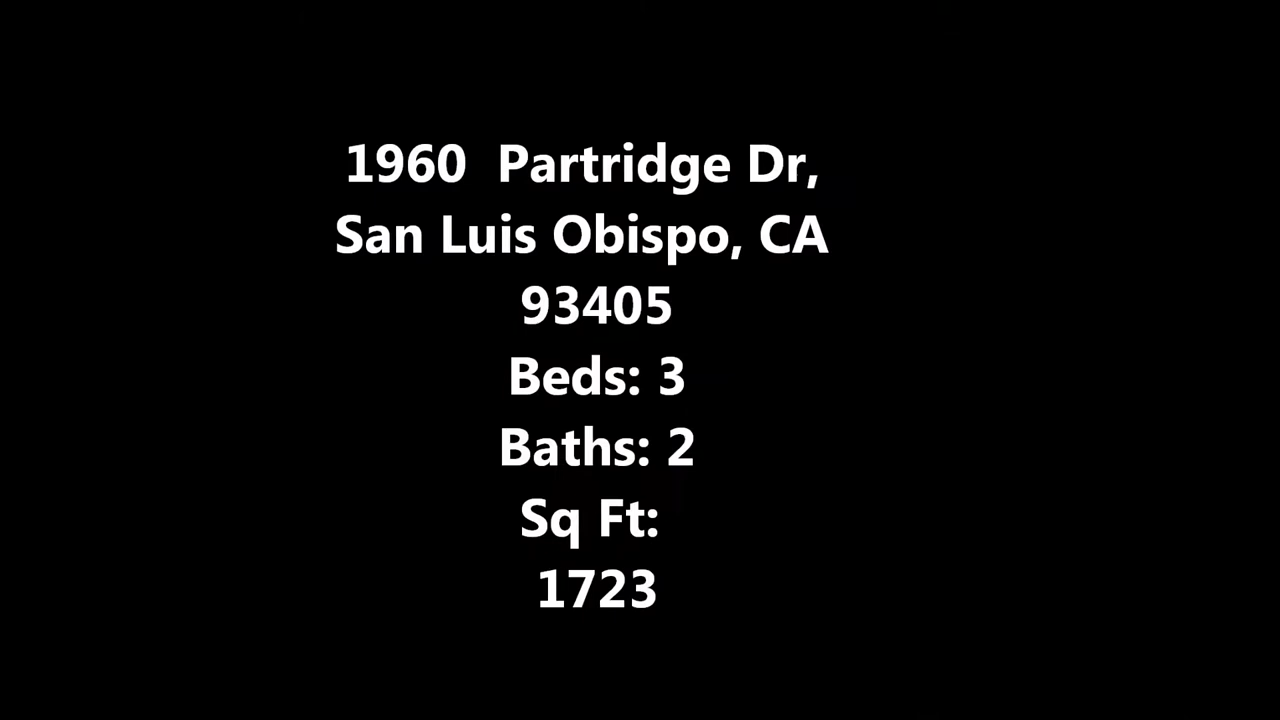 1960  Partridge Dr,
San Luis Obispo, CA
93405
Beds: 3
Baths: 2
Sq Ft:
1723